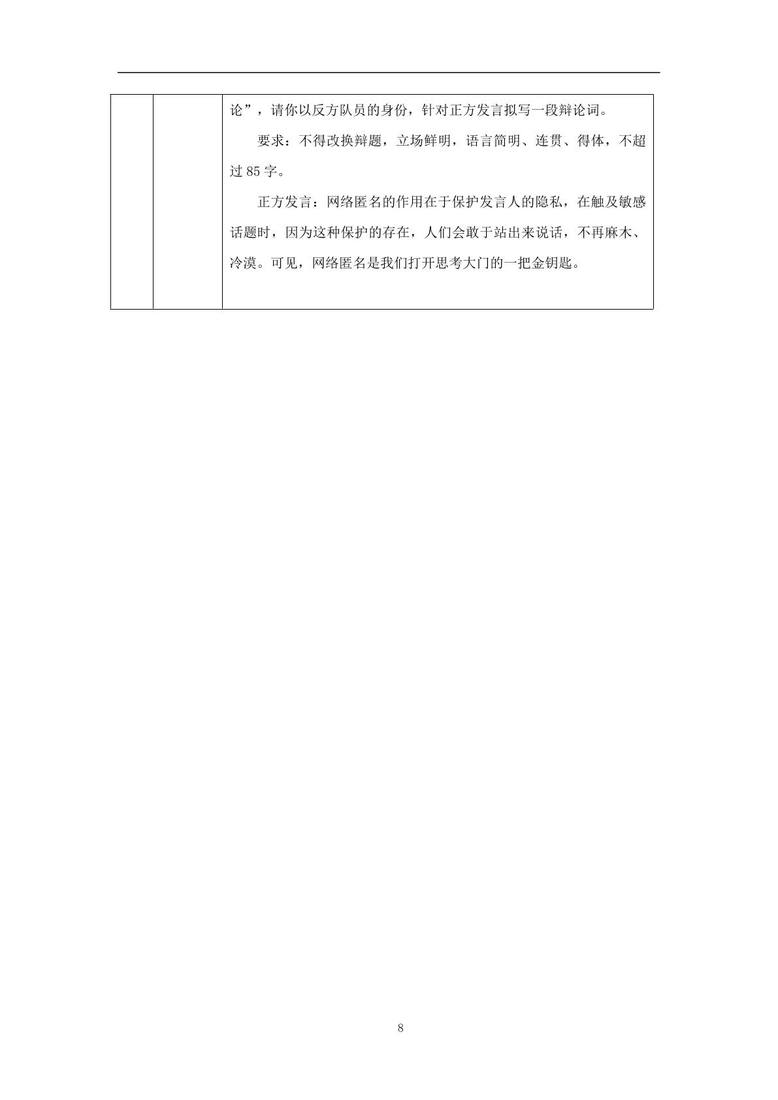 论”，请你以反方队员的身份，针对正方发言拟写一段辩论词。
要求：不得改换辩题，立场鲜明，语言简明、连贯、得体，不超
过 85 字。
正方发言：网络匿名的作用在于保护发言人的隐私，在触及敏感
话题时，因为这种保护的存在，人们会敢于站出来说话，不再麻木、
冷漠。可见，网络匿名是我们打开思考大门的一把金钥匙。
8